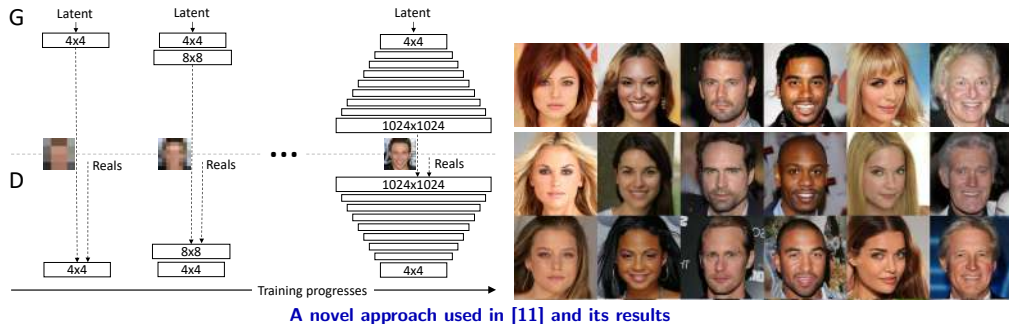 G
Latent
Latent
Latent
4x4
4x4
4x4
8x8
1024x1024
Reals
Reals
•••
Reals
D
1024x1024
8x8
4x4
4x4
4x4
Training progresses
A novel approach used in [11] and its results